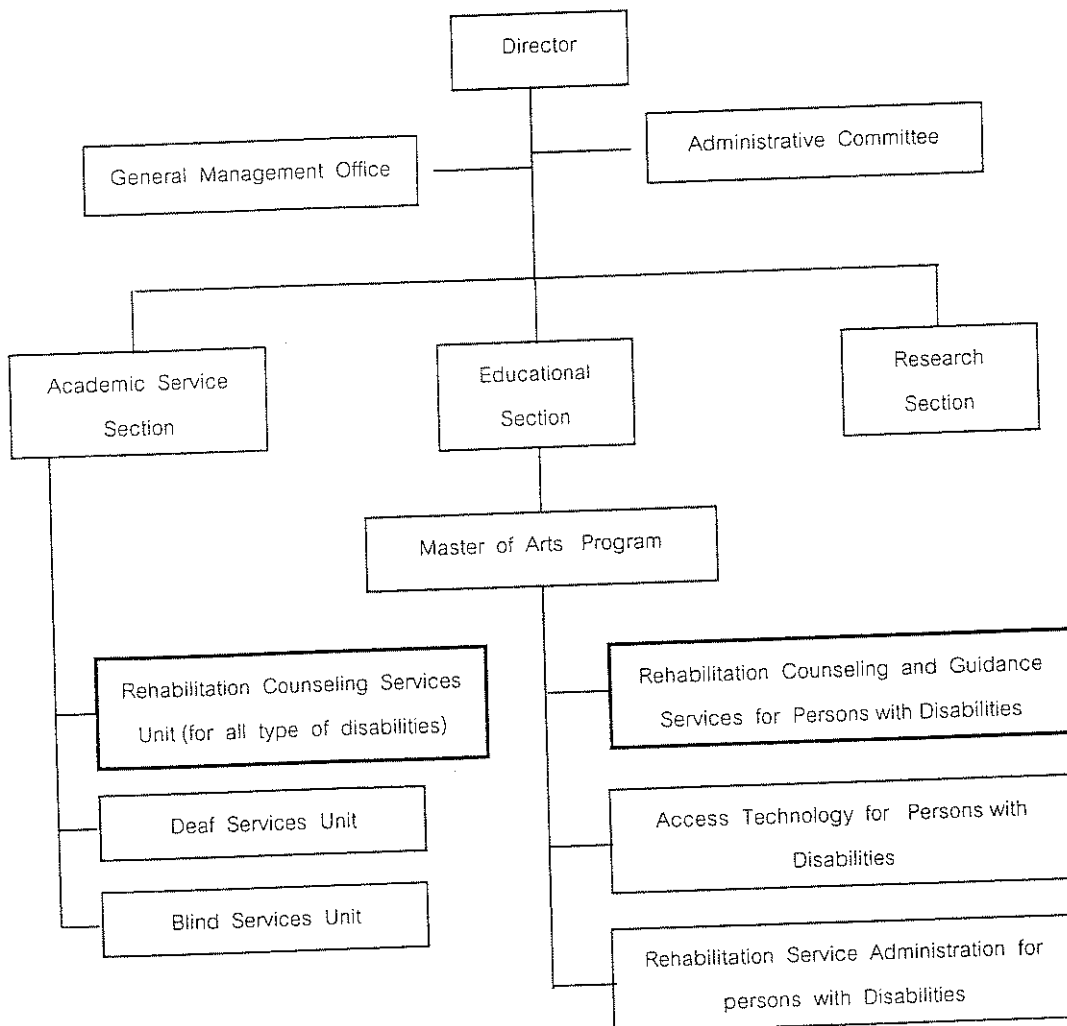 Director
Administrative Committee
General Management Office
Academic Service
Section
Educational
Section
Research
Section
Master of Arts Program
Rehabilitation Counseling Services
Unit (for all type of disabilities)
Deaf Services Unit
Blind Services Unit
Rehabilitation Counseling and Guidance
Services for Persons with Disabilities
Access Technology for Persons with
Disabilities
Rehabilitation Service Administration for
persons with Disabilities